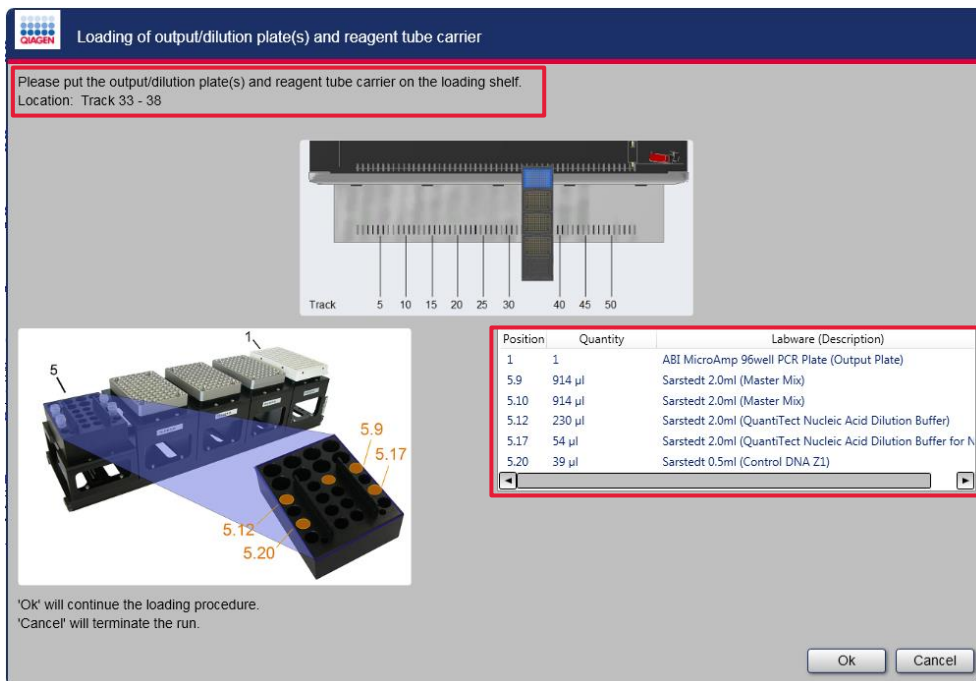 QIAGEN
Loading of output/dilution plate(s) and reagent tube carrier
Please put the output/dilution plate(s) and reagent tube carrier on the loading shelf.
Location: Track 33 - 38
Track 5 10 15 20 25 30 40 45 50
1
5
5.9
5.17
5.12
5.20
Position Quantity Labware (Description)
1 1 ABI MicroAmp 96well PCR Plate (Output Plate)
5.9 914 µl Sarstedt 2.0ml (Master Mix)
5.10 914 µl Sarstedt 2.0ml (Master Mix)
5.12 230 µl Sarstedt 2.0ml (QuantiTect Nucleic Acid Dilution Buffer)
5.17 54 µl Sarstedt 2.0ml (QuantiTect Nucleic Acid Dilution Buffer for N
5.20 39 µl Sarstedt 0.5ml (Control DNA Z1)
'Ok' will continue the loading procedure.
'Cancel' will terminate the run.
Ok Cancel